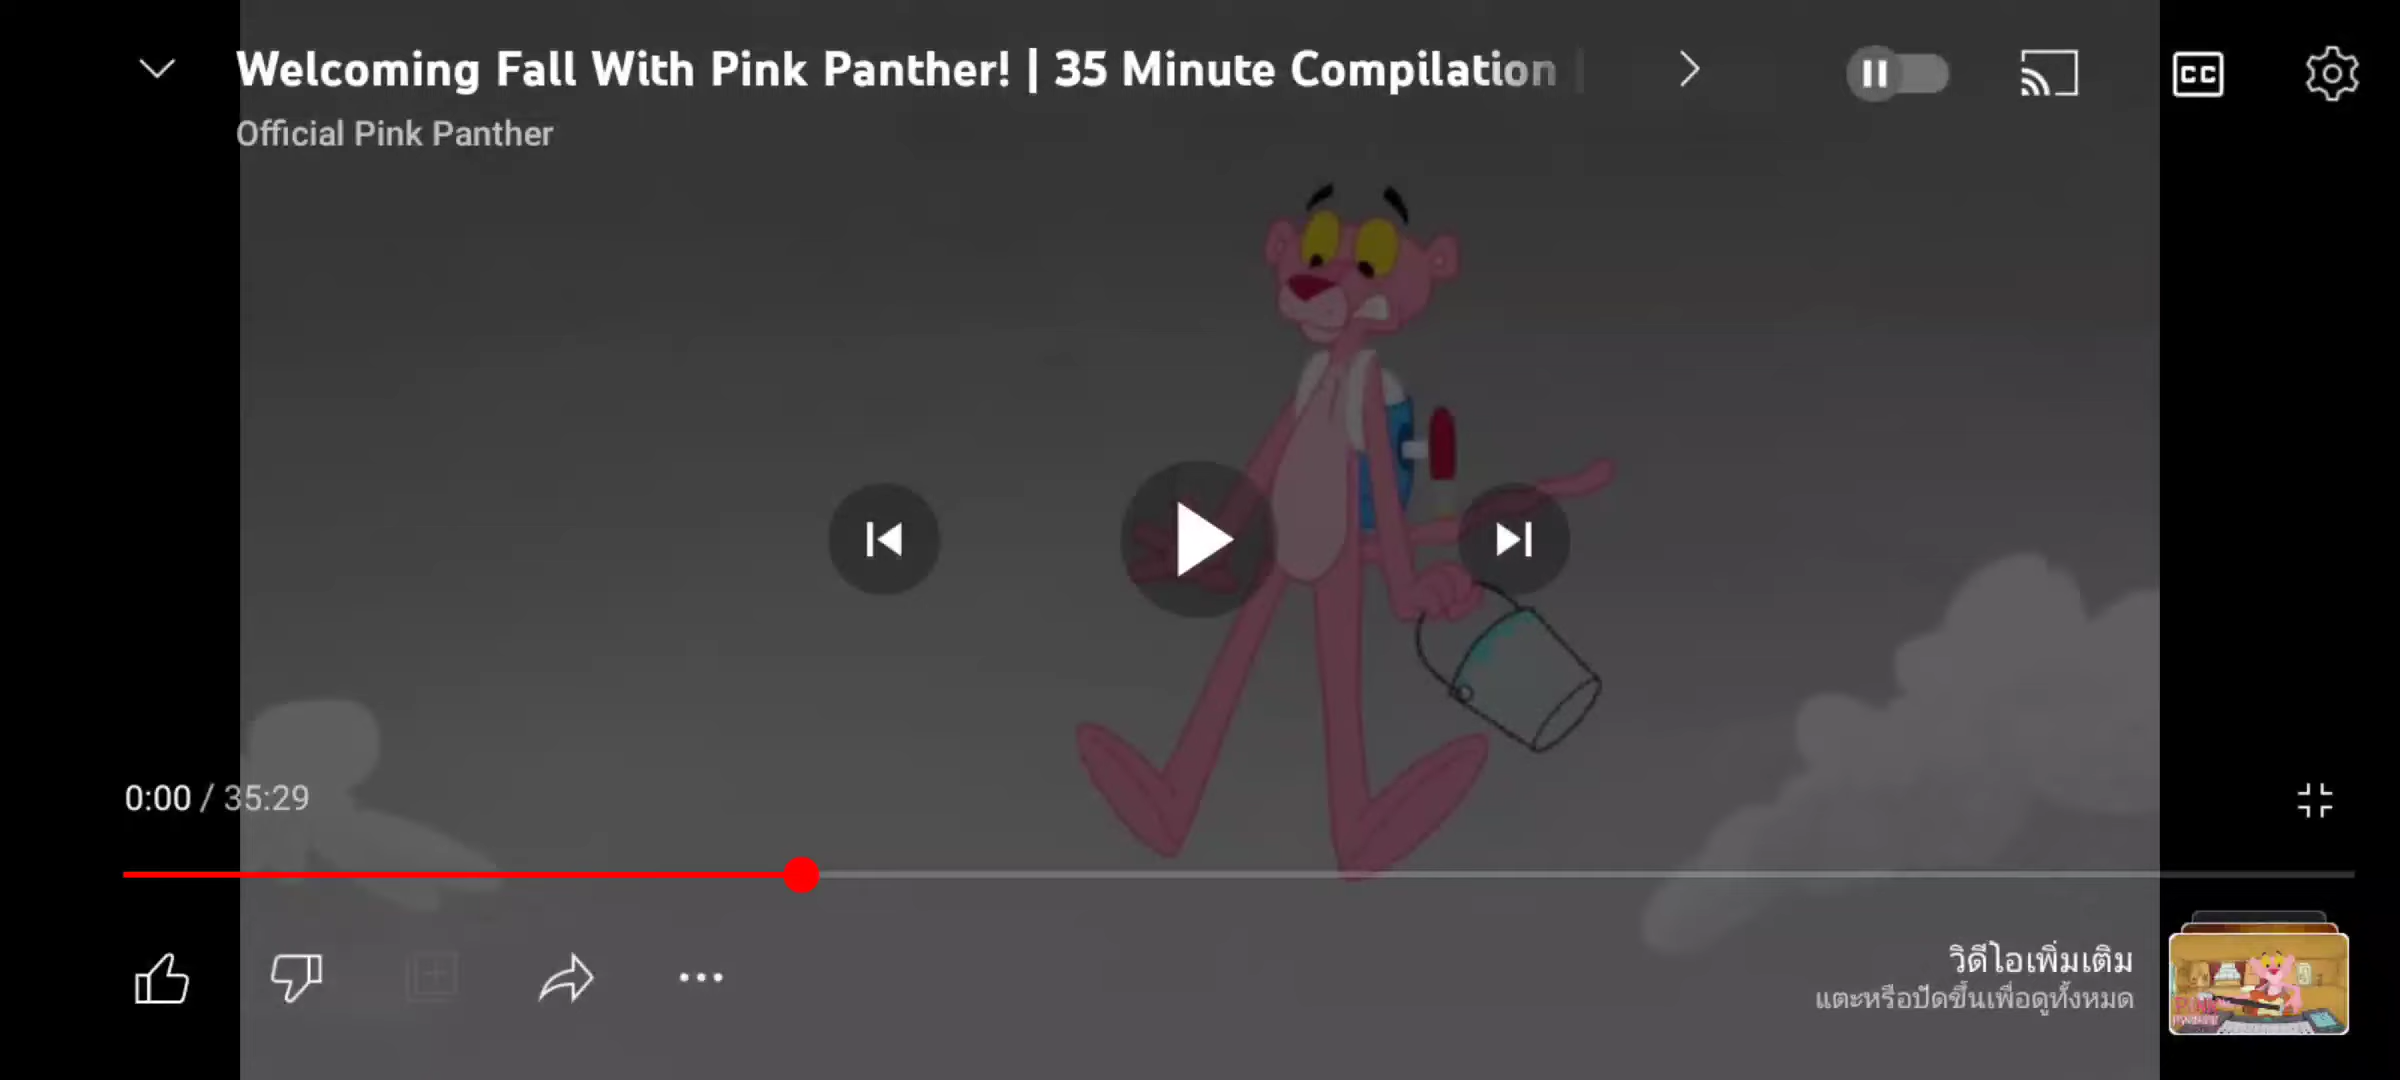 Welcoming Fall With Pink Panther! | 35 Minute Compilation |
Official Pink Panther
CC
0:00 / 35:29
วิดีโอเพิ่มเติม
แตะหรือปัดขึ้นเพื่อดูทั้งหมด